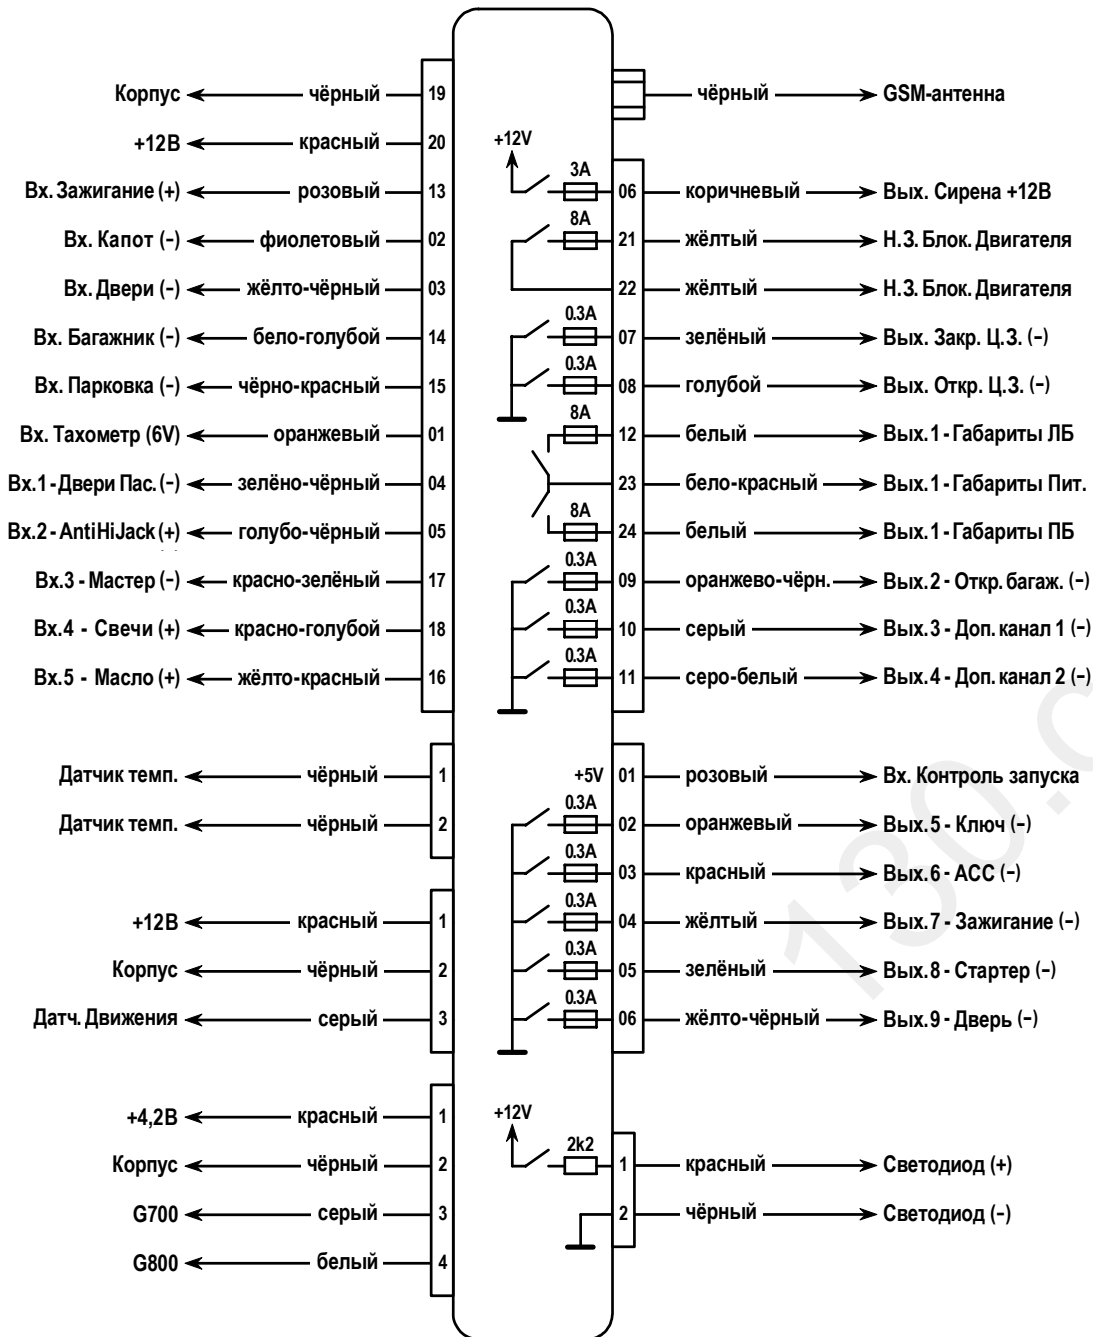 Корпус чёрный 19 чёрный GSM-антенна
+12В красный 20 +12V
Вх. Зажигание (+) розовый 13 3A 06 коричневый Вых. Сирена +12В
Вх. Капот (-) фиолетовый 02 8A 21 жёлтый Н.З. Блок. Двигателя
Вх. Двери (-) жёлто-чёрный 03 22 жёлтый Н.З. Блок. Двигателя
Вх. Багажник (-) бело-голубой 14 0.3A 07 зелёный Вых. Закр. Ц.З. (-)
Вх. Парковка (-) чёрно-красный 15 0.3A 08 голубой Вых. Откр. Ц.З. (-)
Вх. Тахометр (6V) оранжевый 01 8A 12 белый Вых.1 - Габариты ЛБ
Вх.1 - Двери Пас. (-) зелёно-чёрный 04 23 бело-красный Вых.1 - Габариты Пит.
Вх.2 - AntiHiJack (+) голубо-чёрный 05 8A 24 белый Вых.1 - Габариты ПБ
Вх.3 - Мастер (-) красно-зелёный 17 0.3A 09 оранжево-чёрн. Вых.2 - Откр. багаж. (-)
Вх.4 - Свечи (+) красно-голубой 18 0.3A 10 серый Вых.3 - Доп. канал 1 (-)
Вх.5 - Масло (+) жёлто-красный 16 0.3A 11 серо-белый Вых.4 - Доп. канал 2 (-)
Датчик темп. чёрный 1 +5V 01 розовый Вх. Контроль запуска
Датчик темп. чёрный 2 0.3A 02 оранжевый Вых.5 - Ключ (-)
0.3A 03 красный Вых.6 - ACC (-)
+12В красный 1 0.3A 04 жёлтый Вых.7 - Зажигание (-)
Корпус чёрный 2 0.3A 05 зелёный Вых.8 - Стартер (-)
Датч. Движения серый 3 0.3A 06 жёлто-чёрный Вых.9 - Дверь (-)
+4,2В красный 1 +12V
Корпус чёрный 2 2k2 1 красный Светодиод (+)
G700 серый 3 2 чёрный Светодиод (-)
G800 белый 4